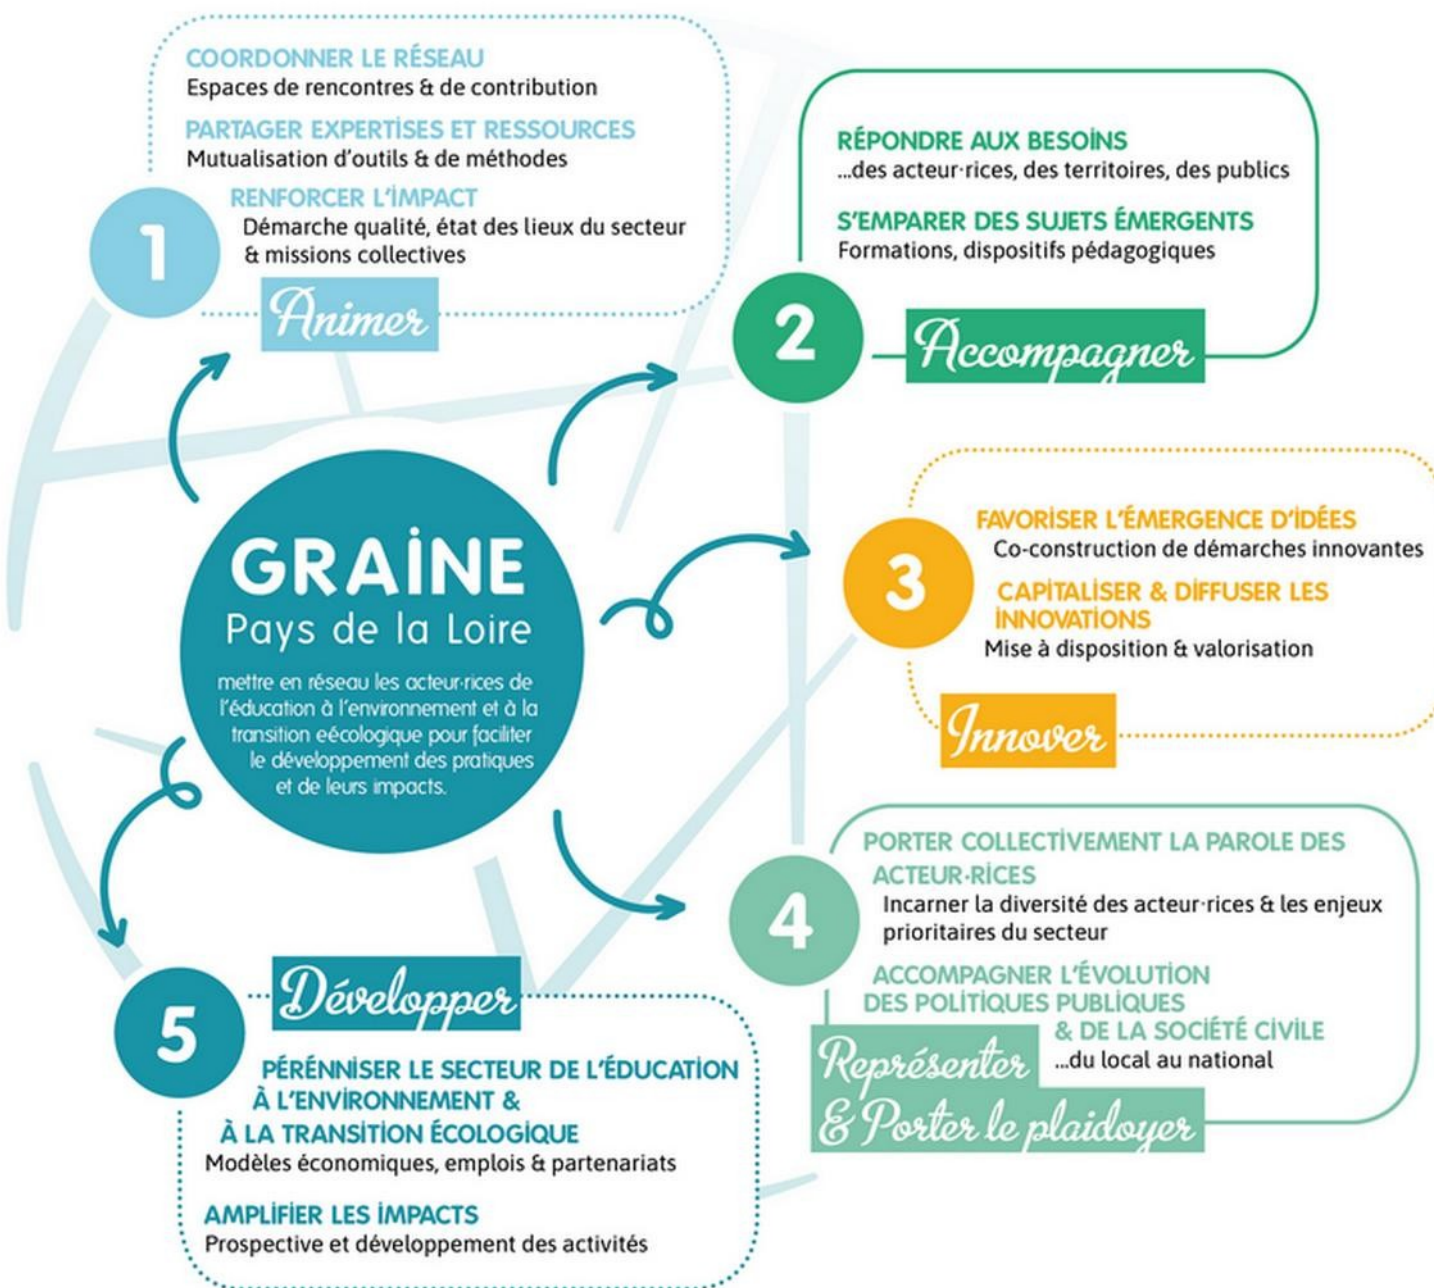 COORDONNER LE RÉSEAU
Espaces de rencontres & de contribution
PARTAGER EXPERTISES ET RESSOURCES
Mutualisation d'outils & de méthodes
RENFORCER L'IMPACT
Démarche qualité, état des lieux du secteur
& missions collectives
1
Animer
RÉPONDRE AUX BESOINS
...des acteur·rices, des territoires, des publics
S'EMPARER DES SUJETS ÉMERGENTS
Formations, dispositifs pédagogiques
2
Accompagner
GRAINE
Pays de la Loire
mettre en réseau les acteur·rices de
l'éducation à l'environnement et à la
transition eécologique pour faciliter
le développement des pratiques
et de leurs impacts.
FAVORISER L'ÉMERGENCE D'IDÉES
Co-construction de démarches innovantes
3
CAPITALISER & DIFFUSER LES
INNOVATIONS
Mise à disposition & valorisation
Innover
PORTER COLLECTIVEMENT LA PAROLE DES
ACTEUR·RICES
Incarner la diversité des acteur·rices & les enjeux
prioritaires du secteur
4
ACCOMPAGNER L'ÉVOLUTION
DES POLITIQUES PUBLIQUES
& DE LA SOCIÉTÉ CIVILE
...du local au national
Représenter
& Porter le plaidoyer
Développer
5
PÉRÉNNISER LE SECTEUR DE L'ÉDUCATION
À L'ENVIRONNEMENT &
À LA TRANSITION ÉCOLOGIQUE
Modèles économiques, emplois & partenariats
AMPLIFIER LES IMPACTS
Prospective et développement des activités